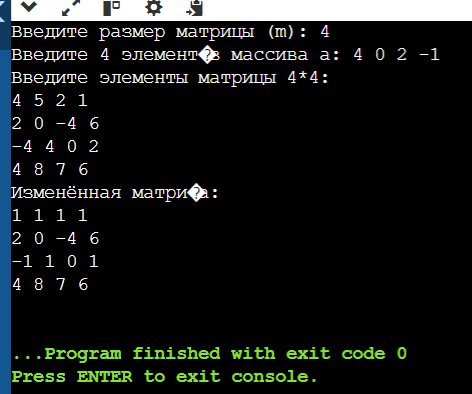 Введите размер матрицы (m): 4
Введите 4 элемент�в массива a: 4 0 2 -1
Введите элементы матрицы 4*4:
4 5 2 1
2 0 -4 6
-4 4 0 2
4 8 7 6
Изменённая матри�а:
1 1 1 1
2 0 -4 6
-1 1 0 1
4 8 7 6
...Program finished with exit code 0
Press ENTER to exit console.